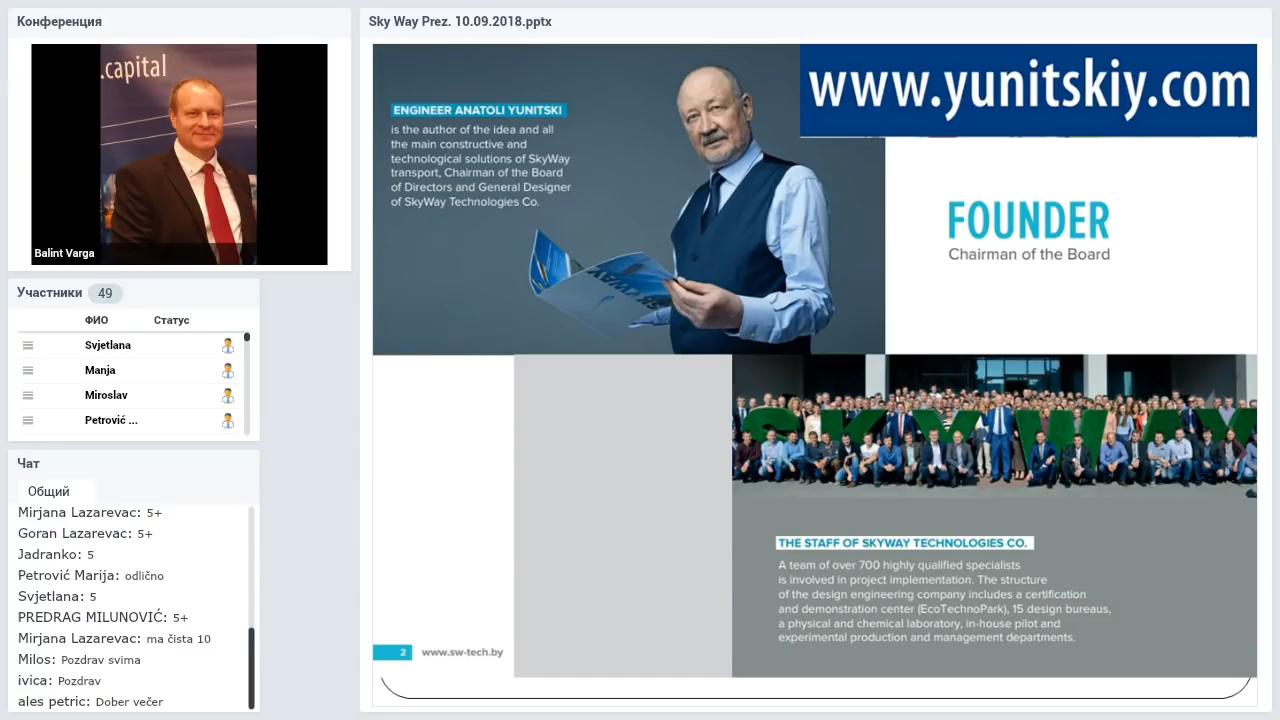 Конференция
.capital
Balint Varga
Участники 49
ФИО Статус
Svjetlana
Manja
Miroslav
Petrović ...
Чат
Общий
Mirjana Lazarevac: 5+
Goran Lazarevac: 5+
Jadranko: 5
Petrović Marija: odlično
Svjetlana: 5
PREDRAG MILUNOVIĆ: 5+
Mirjana Lazarevac: ma čista 10
Milos: Pozdrav svima
ivica: Pozdrav
ales petric: Dober večer
Sky Way Prez. 10.09.2018.pptx
www.yunitskiy.com
ENGINEER ANATOLI YUNITSKI
is the author of the idea and all
the main constructive and
technological solutions of SkyWay
transport, Chairman of the Board
of Directors and General Designer
of SkyWay Technologies Co.
SKYWAY
FOUNDER
Chairman of the Board
SKYWAY
THE STAFF OF SKYWAY TECHNOLOGIES CO.
A team of over 700 highly qualified specialists
is involved in project implementation. The structure
of the design engineering company includes a certification
and demonstration center (EcoTechnoPark), 15 design bureaus,
a physical and chemical laboratory, in-house pilot and
experimental production and management departments.
2 www.sw-tech.by